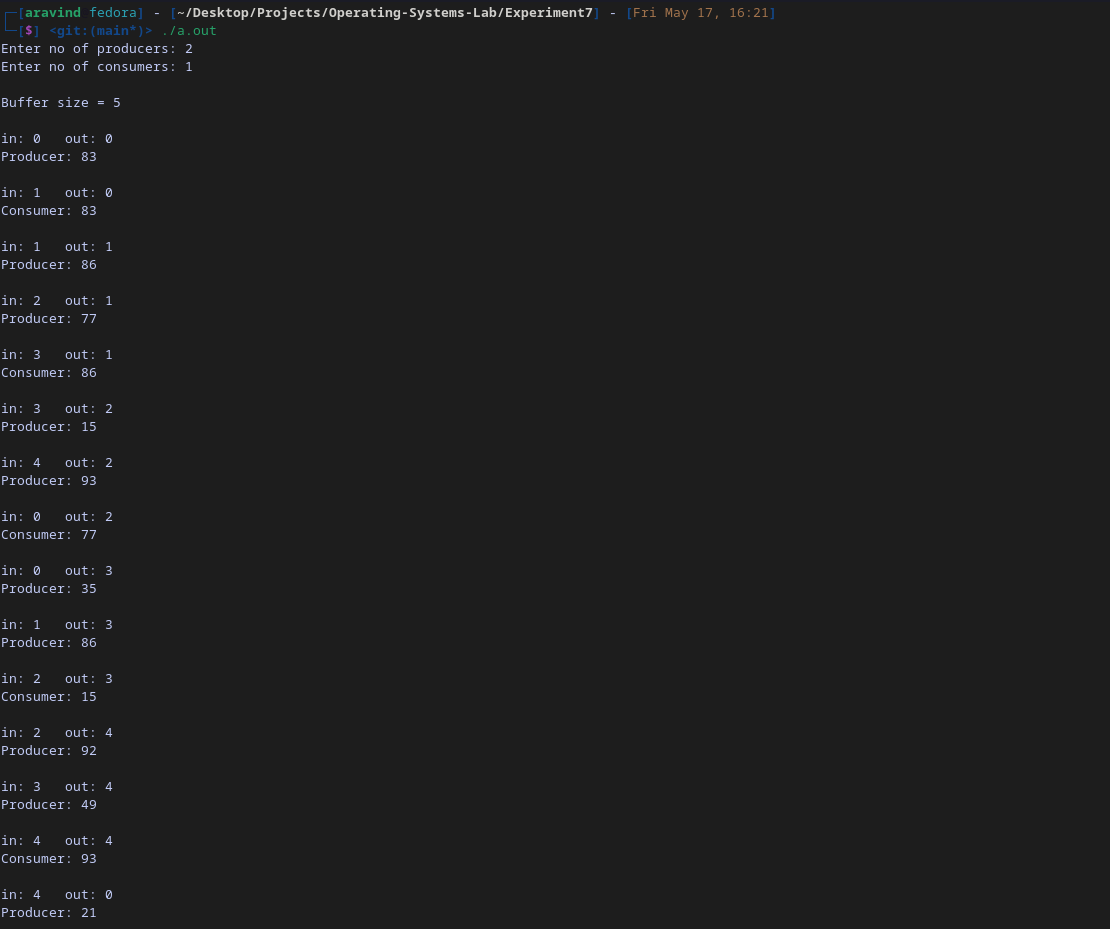 ┌─[aravind fedora] - [~/Desktop/Projects/Operating-Systems-Lab/Experiment7] - [Fri May 17, 16:21]
└─[$] <git:(main*)> ./a.out
Enter no of producers: 2
Enter no of consumers: 1

Buffer size = 5

in: 0   out: 0
Producer: 83

in: 1   out: 0
Consumer: 83

in: 1   out: 1
Producer: 86

in: 2   out: 1
Producer: 77

in: 3   out: 1
Consumer: 86

in: 3   out: 2
Producer: 15

in: 4   out: 2
Producer: 93

in: 0   out: 2
Consumer: 77

in: 0   out: 3
Producer: 35

in: 1   out: 3
Producer: 86

in: 2   out: 3
Consumer: 15

in: 2   out: 4
Producer: 92

in: 3   out: 4
Producer: 49

in: 4   out: 4
Consumer: 93

in: 4   out: 0
Producer: 21